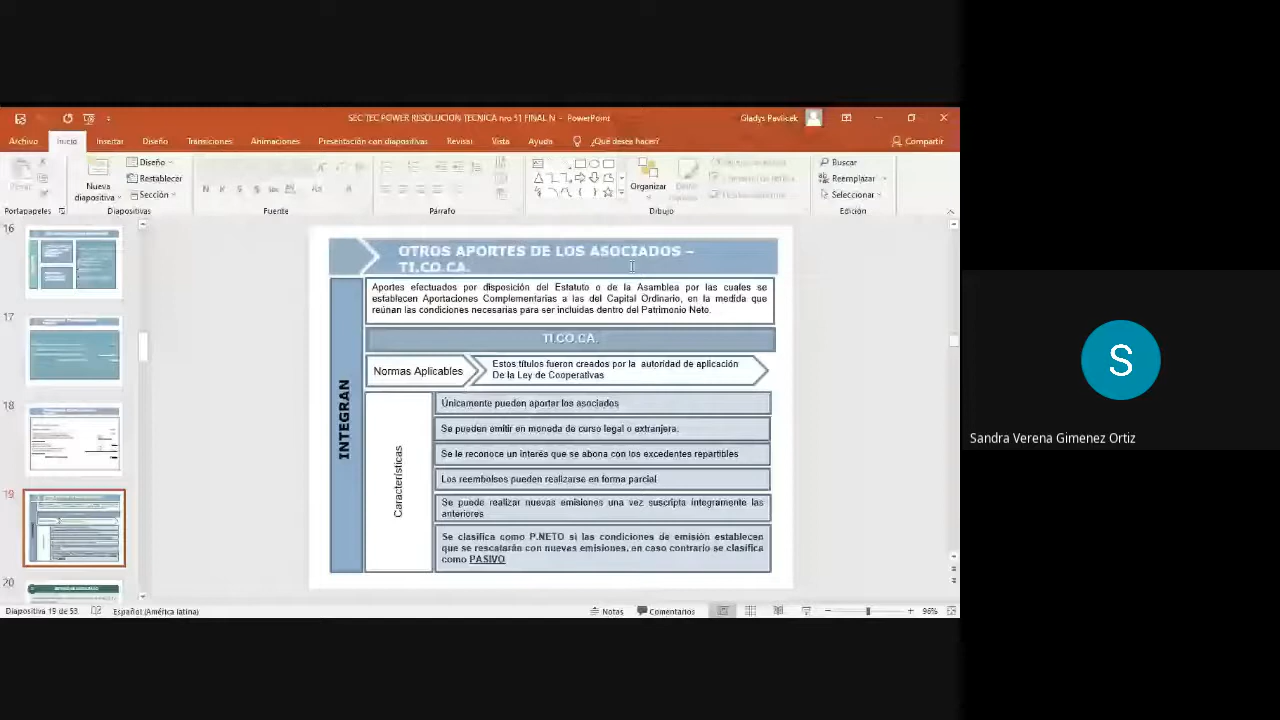 SEC TEC POWER RESOLUCION TECNICA nro 51 FINAL N - PowerPoint
Gladys Pavlicek
Archivo Inicio Insertar Diseño Transiciones Animaciones Presentación con diapositivas Revisar Vista Ayuda ¿Qué desea hacer? Compartir
Nueva
diapositiva
Diseño
Restablecer
Sección
N K S S
Aa A
Organizar
Buscar
Reemplazar
Seleccionar
Portapapeles Diapositivas Fuente Párrafo Dibujo Edición
16
17
18
19
20
OTROS APORTES DE LOS ASOCIADOS –
TI.CO.CA.
Aportes efectuados por disposición del Estatuto o de la Asamblea por las cuales se
establecen Aportaciones Complementarias a las del Capital Ordinario, en la medida que
reúnan las condiciones necesarias para ser incluidas dentro del Patrimonio Neto.
TI.CO.CA.
INTEGRAN
Normas Aplicables
Estos títulos fueron creados por la autoridad de aplicación
De la Ley de Cooperativas
Características
Únicamente pueden aportar los asociados
Se pueden emitir en moneda de curso legal o extranjera.
Se le reconoce un interés que se abona con los excedentes repartibles
Los reembolsos pueden realizarse en forma parcial
Se puede realizar nuevas emisiones una vez suscripta íntegramente las
anteriores
Se clasifica como P.NETO si las condiciones de emisión establecen
que se rescatarán con nuevas emisiones, en caso contrario se clasifica
como PASIVO
Diapositiva 19 de 53 Español (América latina) Notas Comentarios 96%
S
Sandra Verena Gimenez Ortiz